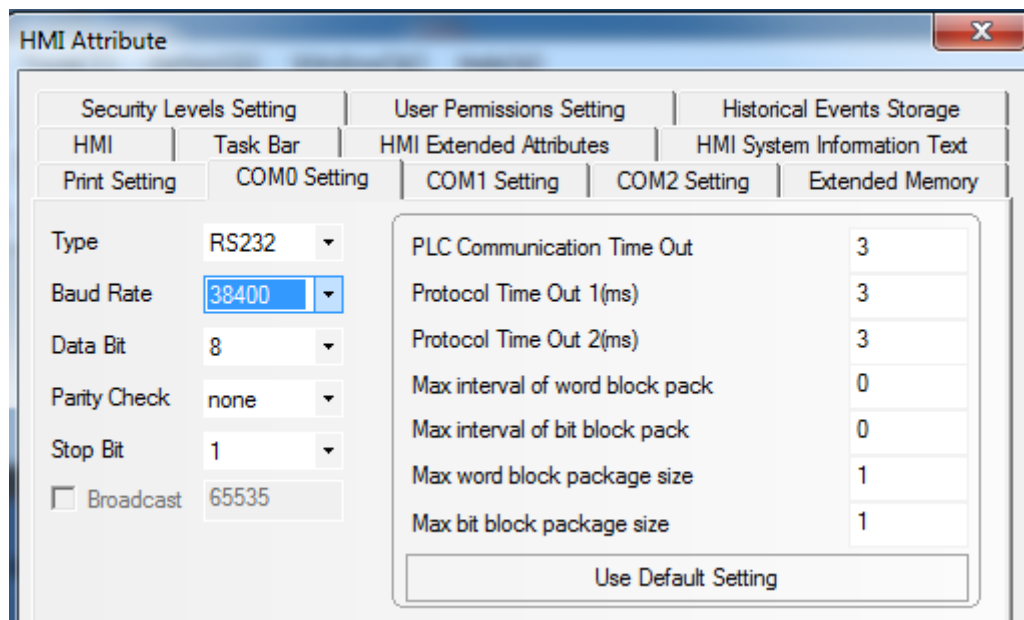 HMI Attribute
Security Levels Setting User Permissions Setting Historical Events Storage
HMI Task Bar HMI Extended Attributes HMI System Information Text
Print Setting COM0 Setting COM1 Setting COM2 Setting Extended Memory
Type RS232
Baud Rate 38400
Data Bit 8
Parity Check none
Stop Bit 1
Broadcast 65535
PLC Communication Time Out 3
Protocol Time Out 1(ms) 3
Protocol Time Out 2(ms) 3
Max interval of word block pack 0
Max interval of bit block pack 0
Max word block package size 1
Max bit block package size 1
Use Default Setting